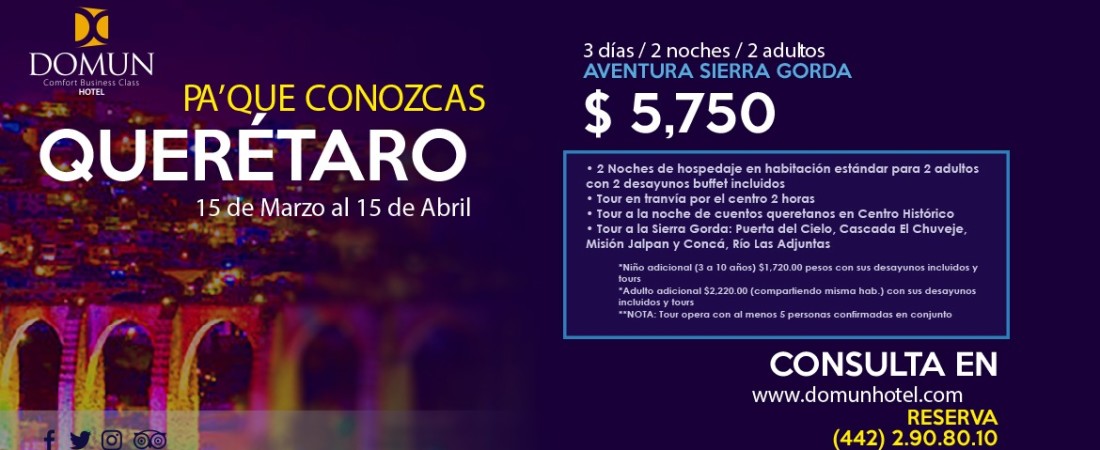 DOMUN
Comfort Business Class
HOTEL
PA'QUE CONOZCAS
QUERÉTARO
15 de Marzo al 15 de Abril
3 días / 2 noches / 2 adultos
AVENTURA SIERRA GORDA
$ 5,750
• 2 Noches de hospedaje en habitación estándar para 2 adultos
con 2 desayunos buffet incluidos
• Tour en tranvía por el centro 2 horas
• Tour a la noche de cuentos queretanos en Centro Histórico
• Tour a la Sierra Gorda: Puerta del Cielo, Cascada El Chuveje,
Misión Jalpan y Concá, Río Las Adjuntas
*Niño adicional (3 a 10 años) $1,720.00 pesos con sus desayunos incluidos y
tours
*Adulto adicional $2,220.00 (compartiendo misma hab.) con sus desayunos
incluidos y tours
**NOTA: Tour opera con al menos 5 personas confirmadas en conjunto
CONSULTA EN
www.domunhotel.com
RESERVA
(442) 2.90.80.10